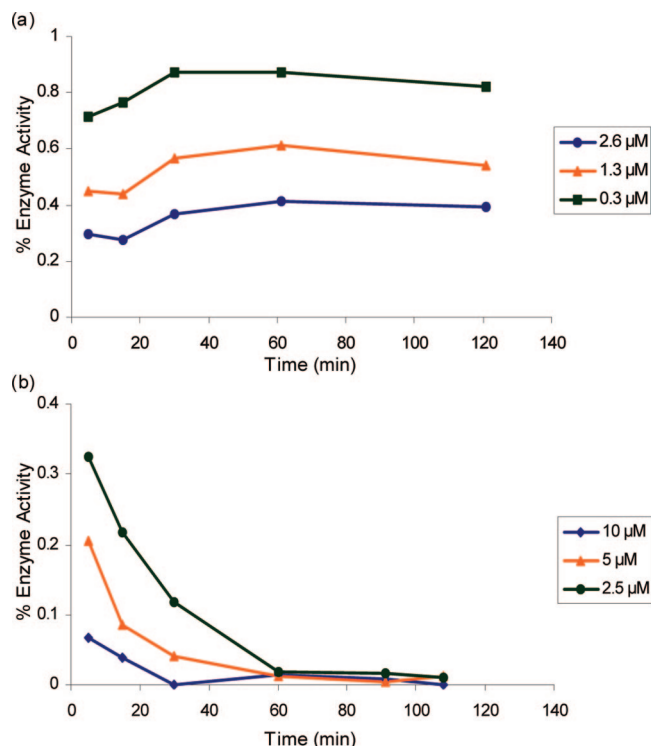 (a)
1
0.8
0.6
0.4
0.2
0
% Enzyme Activity
0 20 40 60 80 100 120 140
Time (min)
2.6 µM
1.3 µM
0.3 µM
(b)
0.4
0.3
0.2
0.1
0
% Enzyme Activity
0 20 40 60 80 100 120 140
Time (min)
10 µM
5 µM
2.5 µM